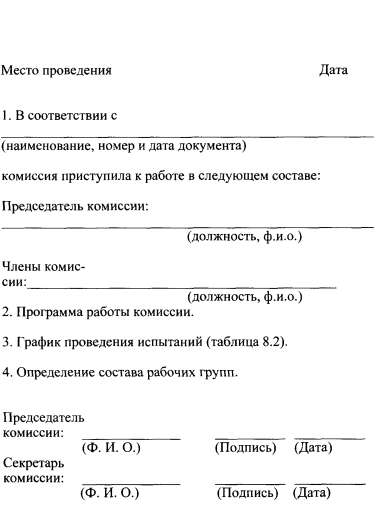 Место проведения Дата
1. В соответствии с
(наименование, номер и дата документа)
комиссия приступила к работе в следующем составе:
Председатель комиссии:
(должность, ф.и.о.)
Члены комис-
сии:
(должность, ф.и.о.)
2. Программа работы комиссии.
3. График проведения испытаний (таблица 8.2).
4. Определение состава рабочих групп.
Председатель
комиссии:
(Ф. И. О.) (Подпись) (Дата)
Секретарь
комиссии:
(Ф. И. О.) (Подпись) (Дата)